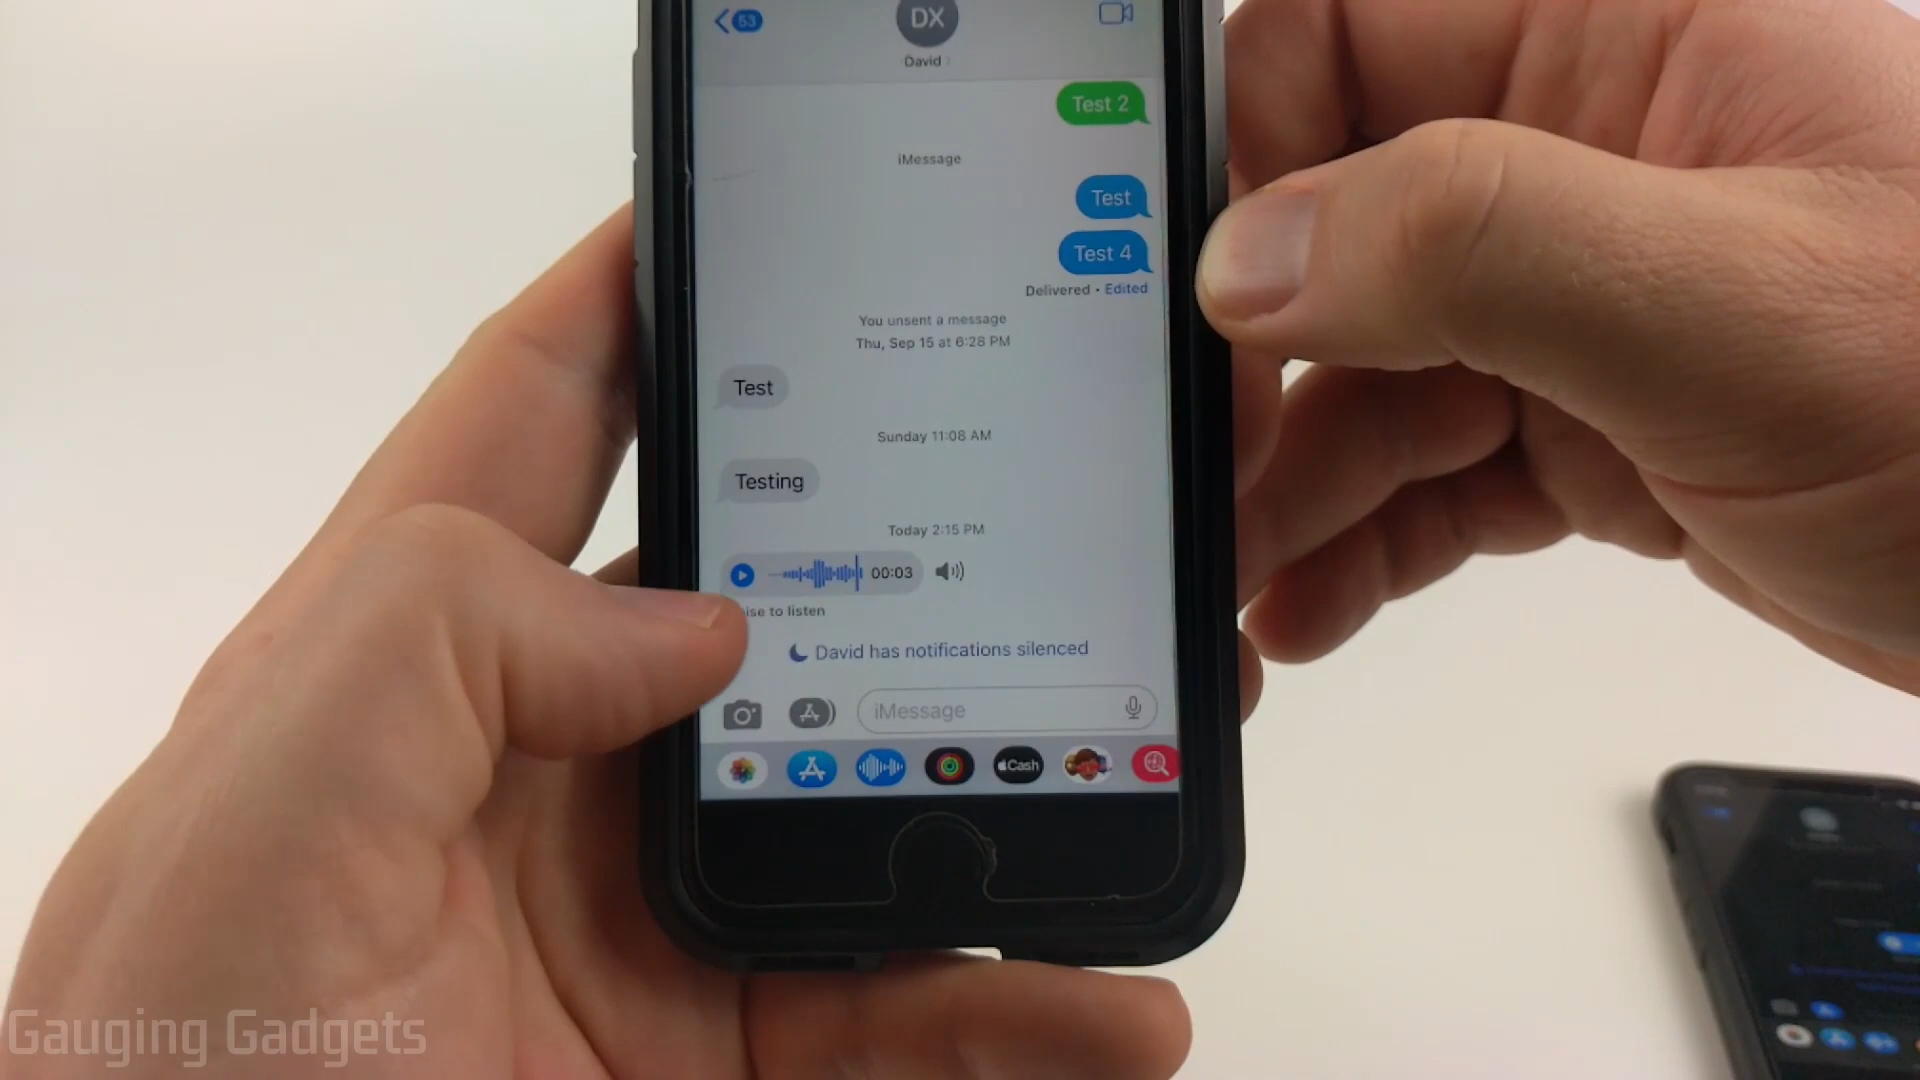 53
DX
David
Test 2
iMessage
Test
Test 4
Delivered • Edited
You unsent a message
Thu, Sep 15 at 6:28 PM
Test
Sunday 11:08 AM
Testing
Today 2:15 PM
00:03
to listen
David has notifications silenced
iMessage
Cash
Gauging Gadgets